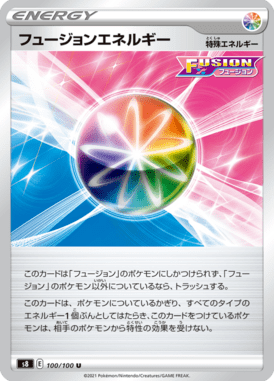 ENERGY
フュージョンエネルギー
とくしゅ
特殊エネルギー
FUSION
フュージョン
このカードは「フュージョン」のポケモンにしかつけられず、「フュージ
ョン」のポケモン以外についているなら、トラッシュする。
このカードは、ポケモンについているかぎり、すべてのタイプの
エネルギー1個ぶんとしてはたらき、このカードをつけているポケ
モンは、相手のポケモンから特性の効果を受けない。
S8 E 100/100 U
©2021 Pokémon/Nintendo/Creatures/GAME FREAK.